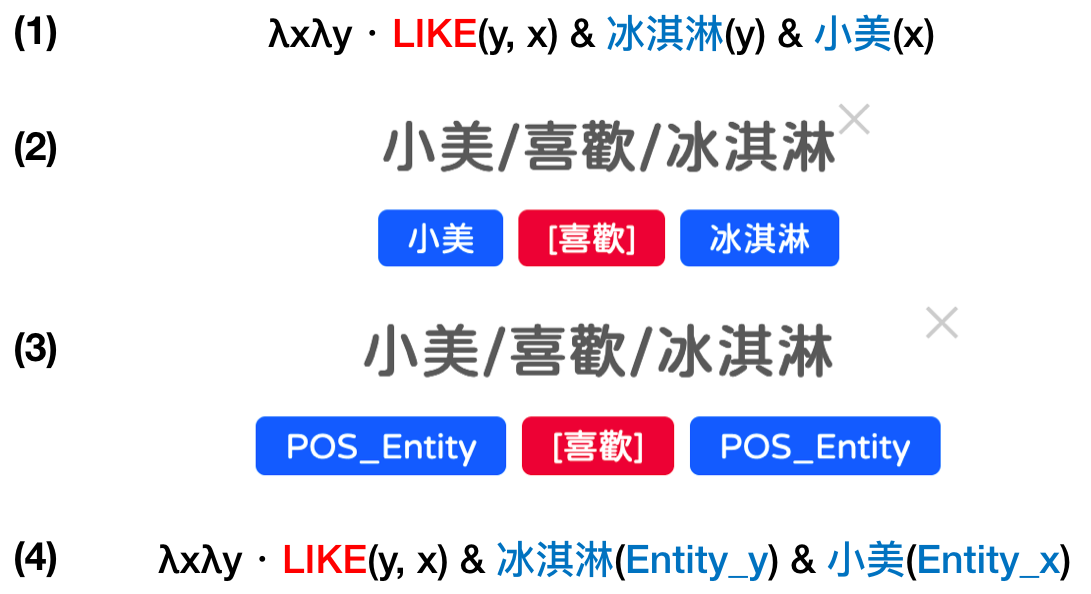 (1) λxλy · LIKE(y, x) & 冰淇淋(y) & 小美(x)
(2) 小美/喜歡/冰淇淋
小美 [喜歡] 冰淇淋
(3) 小美/喜歡/冰淇淋
POS_Entity [喜歡] POS_Entity
(4) λxλy · LIKE(y, x) & 冰淇淋(Entity_y) & 小美(Entity_x)